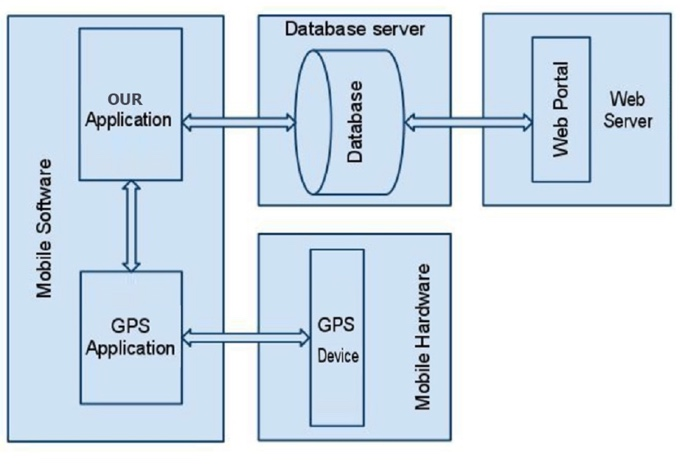 OUR
Application
Mobile Software
GPS
Application
Database server
Database
Web Portal
Web
Server
GPS
Device
Mobile Hardware